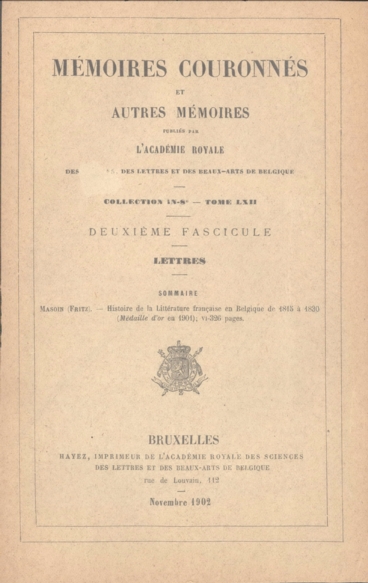 MÉMOIRES COURONNÉS
ET
AUTRES MÉMOIRES
PUBLIÉS PAR
L'ACADÉMIE ROYALE
DES DES LETTRES ET DES BEAUX-ARTS DE BELGIQUE
COLLECTION IN-8° — TOME LXII
DEUXIÈME FASCICULE
LETTRES
SOMMAIRE
MASOIN (FRITZ). — Histoire de la Littérature française en Belgique de 1815 à 1830
(Médaille d'or en 1901); VI-326 pages.
BRUXELLES
HAYEZ, IMPRIMEUR DE L'ACADÉMIE ROYALE DES SCIENCES
DES LETTRES ET DES BEAUX-ARTS DE BELGIQUE
rue de Louvain, 112
Novembre 1902